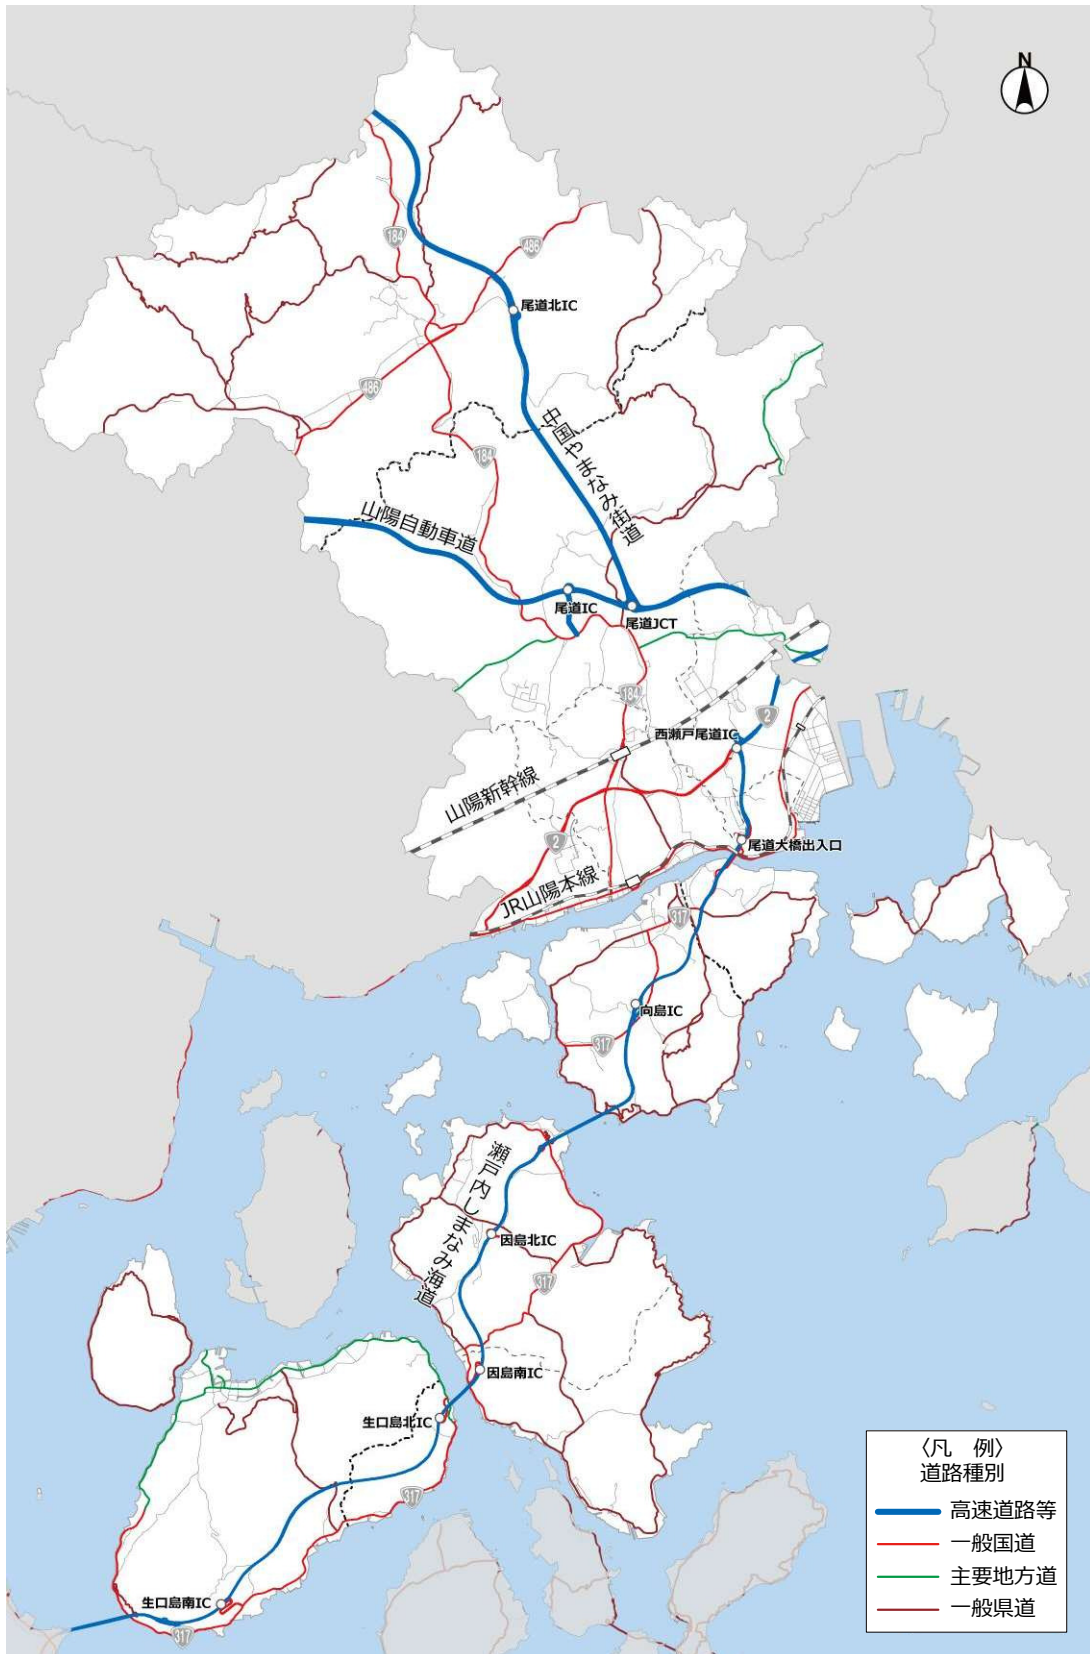 N
184
486
尾道北IC
486
中国やまなみ街道
184
山陽自動車道
尾道IC
尾道JCT
184
2
西瀬戸尾道IC
山陽新幹線
2
尾道大橋出入口
JR山陽本線
317
向島IC
317
瀬戸内しまなみ海道
因島北IC
317
因島南IC
生口島北IC
317
生口島南IC
317
〈凡 例〉
道路種別
高速道路等
一般国道
主要地方道
一般県道